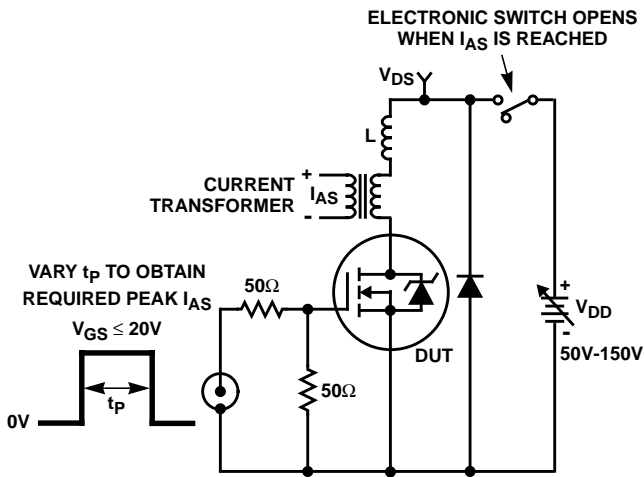 ELECTRONIC SWITCH OPENS
WHEN IAS IS REACHED
VDS
L
+
CURRENT
TRANSFORMER
IAS
-
VARY tP TO OBTAIN
REQUIRED PEAK IAS
50Ω
VGS ≤ 20V
DUT
+
VDD
-
50V-150V
50Ω
tP
0V